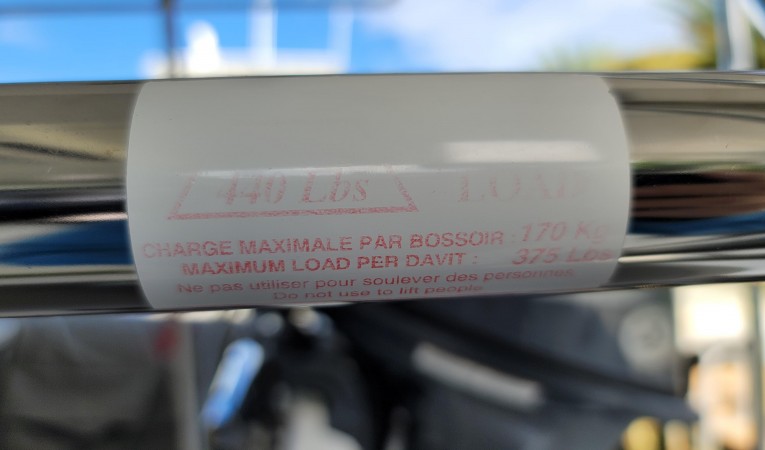 440 Lbs LOAD
CHARGE MAXIMALE PAR BOSSOIR : 170 Kg
MAXIMUM LOAD PER DAVIT : 375 Lbs
Ne pas utiliser pour soulever des personnes
Do not use to lift people